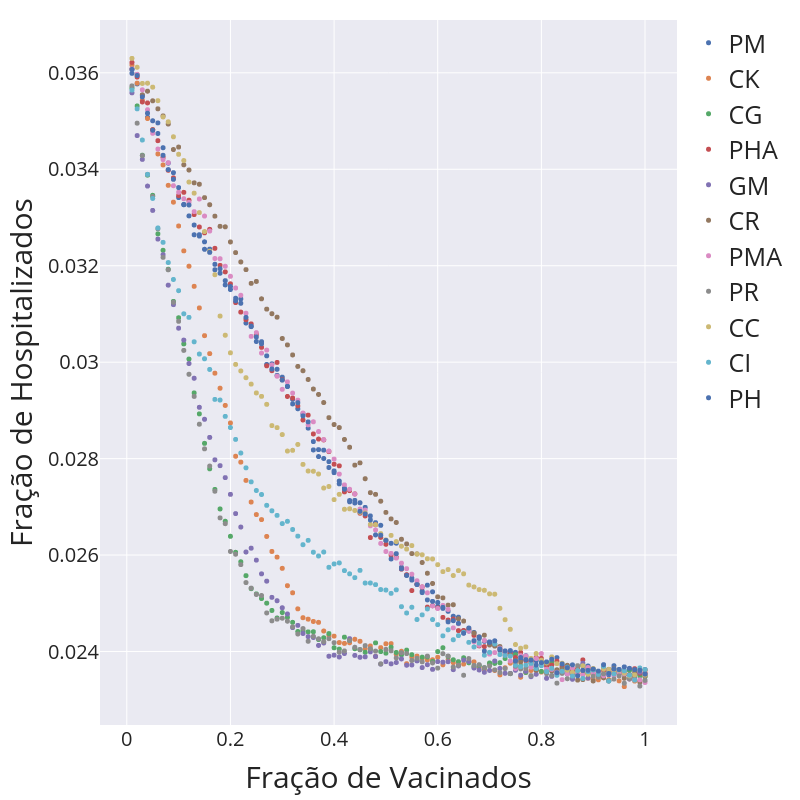 Fração de Hospitalizados
0.036
0.034
0.032
0.03
0.028
0.026
0.024
0 0.2 0.4 0.6 0.8 1
Fração de Vacinados
PM
CK
CG
PHA
GM
CR
PMA
PR
CC
CI
PH